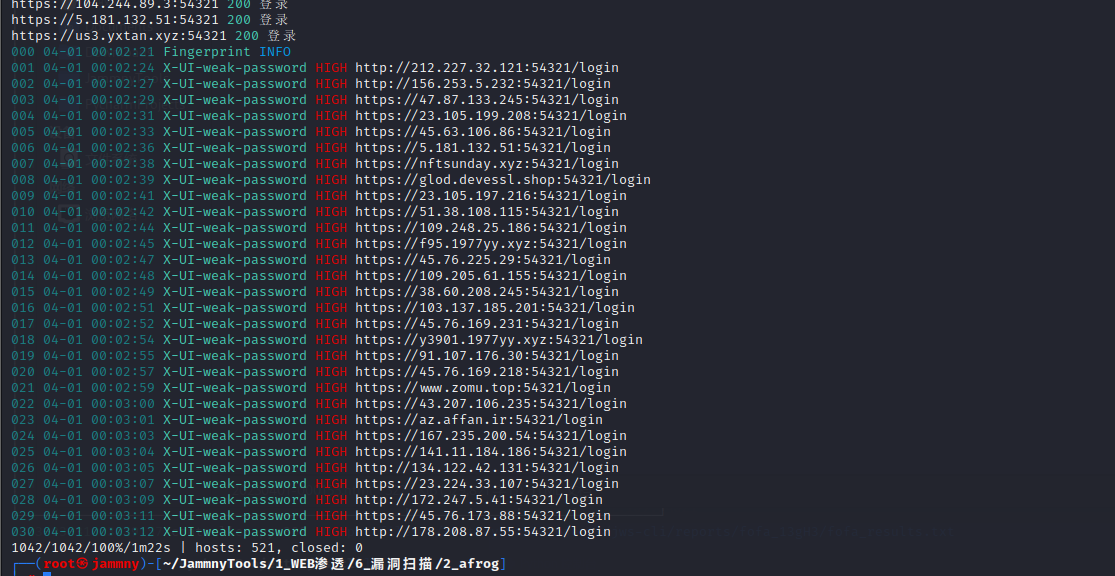 https://104.244.89.3:54321 200 登录
https://5.181.132.51:54321 200 登录
https://us3.yxtan.xyz:54321 200 登录
000 04-01 00:02:21 Fingerprint INFO
001 04-01 00:02:24 X-UI-weak-password HIGH http://212.227.32.121:54321/login
002 04-01 00:02:27 X-UI-weak-password HIGH http://156.253.5.232:54321/login
003 04-01 00:02:29 X-UI-weak-password HIGH https://47.87.133.245:54321/login
004 04-01 00:02:31 X-UI-weak-password HIGH https://23.105.199.208:54321/login
005 04-01 00:02:33 X-UI-weak-password HIGH https://45.63.106.86:54321/login
006 04-01 00:02:36 X-UI-weak-password HIGH https://5.181.132.51:54321/login
007 04-01 00:02:38 X-UI-weak-password HIGH https://nftsunday.xyz:54321/login
008 04-01 00:02:39 X-UI-weak-password HIGH https://glod.devessl.shop:54321/login
009 04-01 00:02:41 X-UI-weak-password HIGH https://23.105.197.216:54321/login
010 04-01 00:02:42 X-UI-weak-password HIGH https://51.38.108.115:54321/login
011 04-01 00:02:44 X-UI-weak-password HIGH https://109.248.25.186:54321/login
012 04-01 00:02:45 X-UI-weak-password HIGH https://f95.1977yy.xyz:54321/login
013 04-01 00:02:47 X-UI-weak-password HIGH https://45.76.225.29:54321/login
014 04-01 00:02:48 X-UI-weak-password HIGH https://109.205.61.155:54321/login
015 04-01 00:02:49 X-UI-weak-password HIGH https://38.60.208.245:54321/login
016 04-01 00:02:51 X-UI-weak-password HIGH https://103.137.185.201:54321/login
017 04-01 00:02:52 X-UI-weak-password HIGH https://45.76.169.231:54321/login
018 04-01 00:02:54 X-UI-weak-password HIGH https://y3901.1977yy.xyz:54321/login
019 04-01 00:02:55 X-UI-weak-password HIGH https://91.107.176.30:54321/login
020 04-01 00:02:57 X-UI-weak-password HIGH https://45.76.169.218:54321/login
021 04-01 00:02:59 X-UI-weak-password HIGH https://www.zomu.top:54321/login
022 04-01 00:03:00 X-UI-weak-password HIGH https://43.207.106.235:54321/login
023 04-01 00:03:01 X-UI-weak-password HIGH https://az.affan.ir:54321/login
024 04-01 00:03:03 X-UI-weak-password HIGH https://167.235.200.54:54321/login
025 04-01 00:03:04 X-UI-weak-password HIGH https://141.11.184.186:54321/login
026 04-01 00:03:05 X-UI-weak-password HIGH http://134.122.42.131:54321/login
027 04-01 00:03:07 X-UI-weak-password HIGH https://23.224.33.107:54321/login
028 04-01 00:03:09 X-UI-weak-password HIGH http://172.247.5.41:54321/login
029 04-01 00:03:11 X-UI-weak-password HIGH https://45.76.173.88:54321/login
030 04-01 00:03:12 X-UI-weak-password HIGH http://178.208.87.55:54321/login
1042/1042/100%/1m22s | hosts: 521, closed: 0
┌──(root㉿jammny)-[~/JammnyTools/1_WEB渗透/6_漏洞扫描/2_afrog]